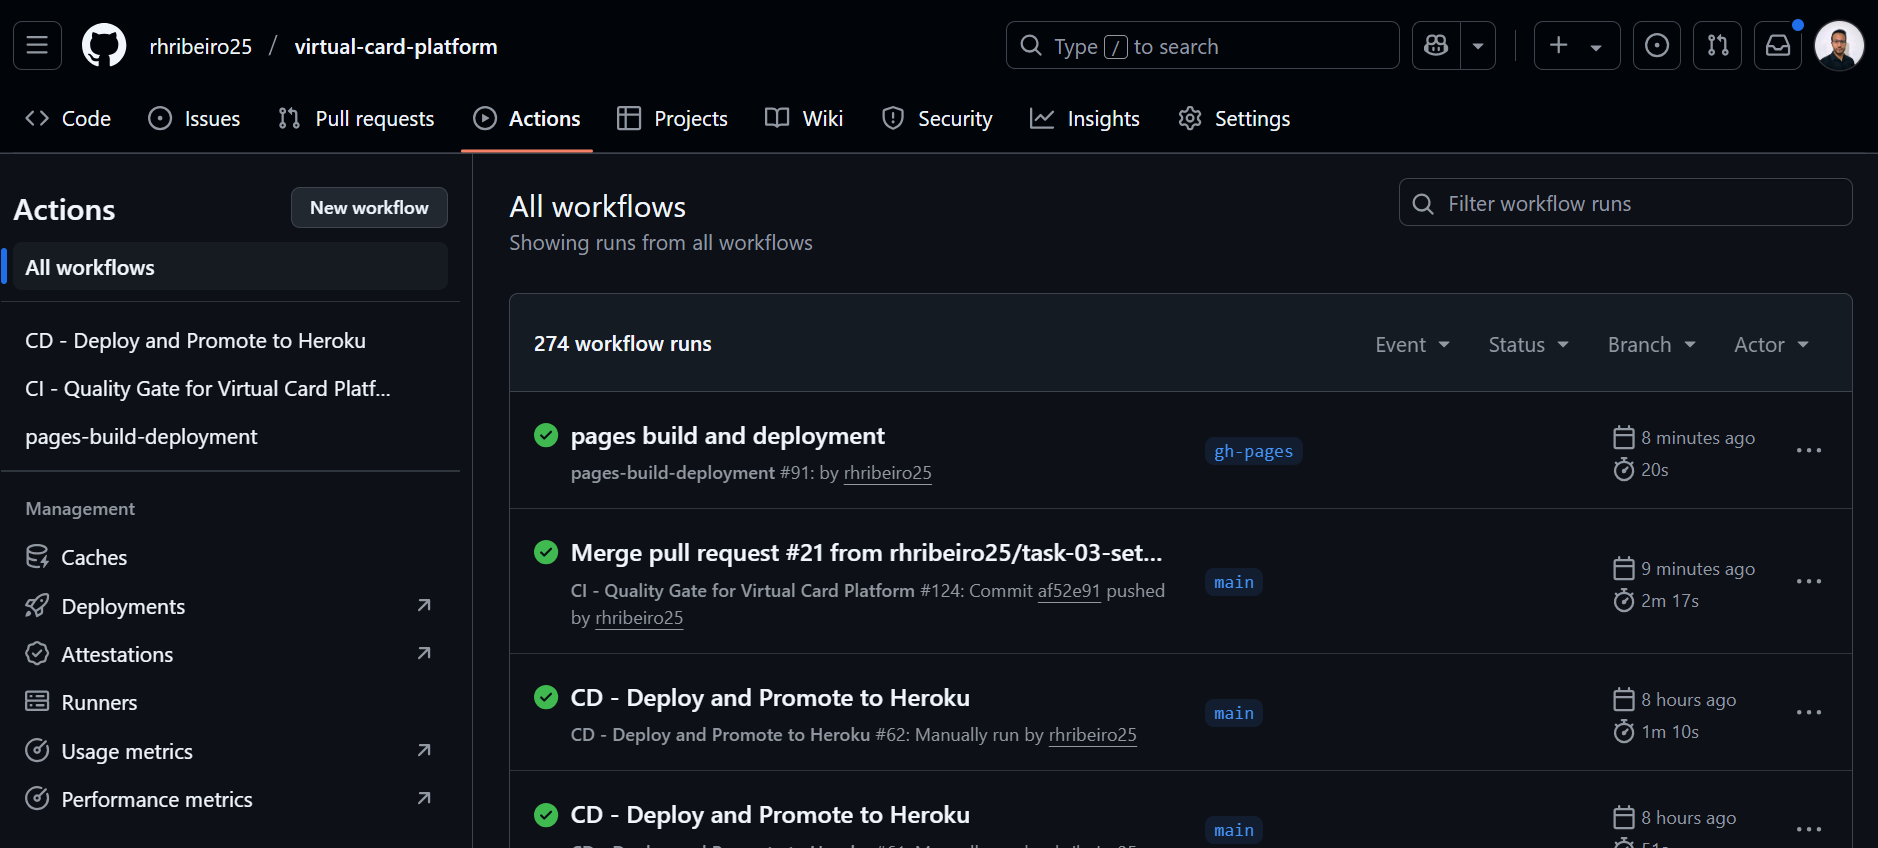 rhribeiro25 / virtual-card-platform
Type / to search
Code
Issues
Pull requests
Actions
Projects
Wiki
Security
Insights
Settings
Actions
New workflow
All workflows
CD - Deploy and Promote to Heroku
CI - Quality Gate for Virtual Card Platf...
pages-build-deployment
Management
Caches
Deployments
Attestations
Runners
Usage metrics
Performance metrics
All workflows
Showing runs from all workflows
Filter workflow runs
274 workflow runs
Event
Status
Branch
Actor
pages build and deployment
pages-build-deployment #91: by rhribeiro25
gh-pages
8 minutes ago
20s
Merge pull request #21 from rhribeiro25/task-03-set...
CI - Quality Gate for Virtual Card Platform #124: Commit af52e91 pushed
by rhribeiro25
main
9 minutes ago
2m 17s
CD - Deploy and Promote to Heroku
CD - Deploy and Promote to Heroku #62: Manually run by rhribeiro25
main
8 hours ago
1m 10s
CD - Deploy and Promote to Heroku
main
8 hours ago